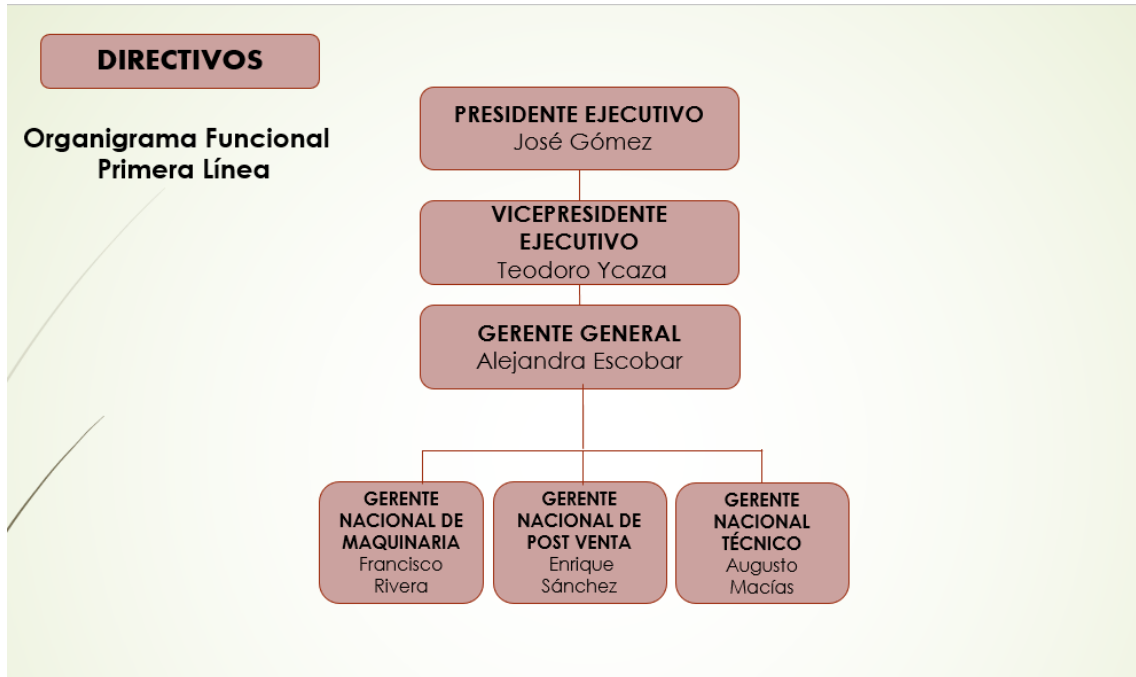 DIRECTIVOS
Organigrama Funcional
Primera Línea
PRESIDENTE EJECUTIVO
José Gómez
VICEPRESIDENTE
EJECUTIVO
Teodoro Ycaza
GERENTE GENERAL
Alejandra Escobar
GERENTE
NACIONAL DE
MAQUINARIA
Francisco
Rivera
GERENTE
NACIONAL DE
POST VENTA
Enrique
Sánchez
GERENTE
NACIONAL
TÉCNICO
Augusto
Macías